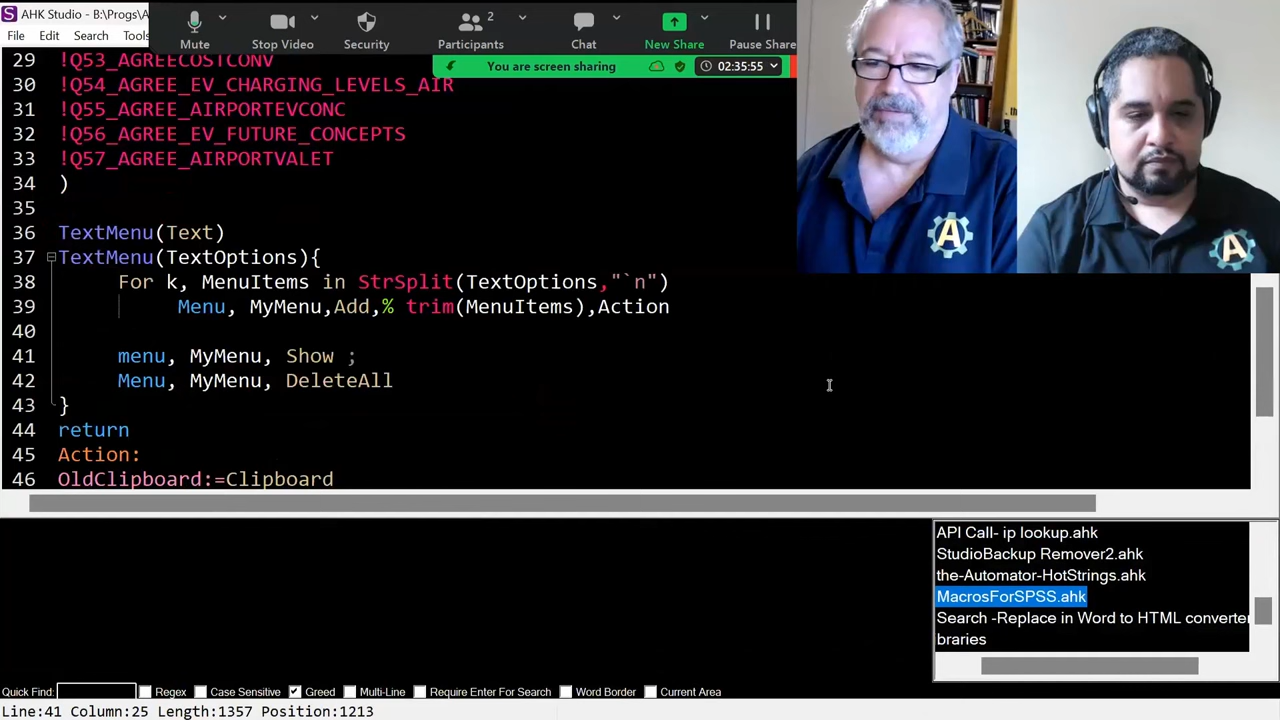 AHK Studio - B:\Progs\A
File Edit Search Tools
Mute
Stop Video
Security
2
Participants
Chat
New Share
Pause Share
You are screen sharing
02:35:55
29 !Q53_AGREECOSTCONV
30 !Q54_AGREE_EV_CHARGING_LEVELS_AIR
31 !Q55_AGREE_AIRPORTEVCONC
32 !Q56_AGREE_EV_FUTURE_CONCEPTS
33 !Q57_AGREE_AIRPORTVALET
34 )
35
36 TextMenu(Text)
37 TextMenu(TextOptions){
38 For k, MenuItems in StrSplit(TextOptions,"`n")
39 Menu, MyMenu,Add,% trim(MenuItems),Action
40
41 menu, MyMenu, Show ;
42 Menu, MyMenu, DeleteAll
43 }
44 return
45 Action:
46 OldClipboard:=Clipboard
A
A
API Call- ip lookup.ahk
StudioBackup Remover2.ahk
the-Automator-HotStrings.ahk
MacrosForSPSS.ahk
Search -Replace in Word to HTML converter
braries
Quick Find: Regex Case Sensitive Greed Multi-Line Require Enter For Search Word Border Current Area
Line:41 Column:25 Length:1357 Position:1213